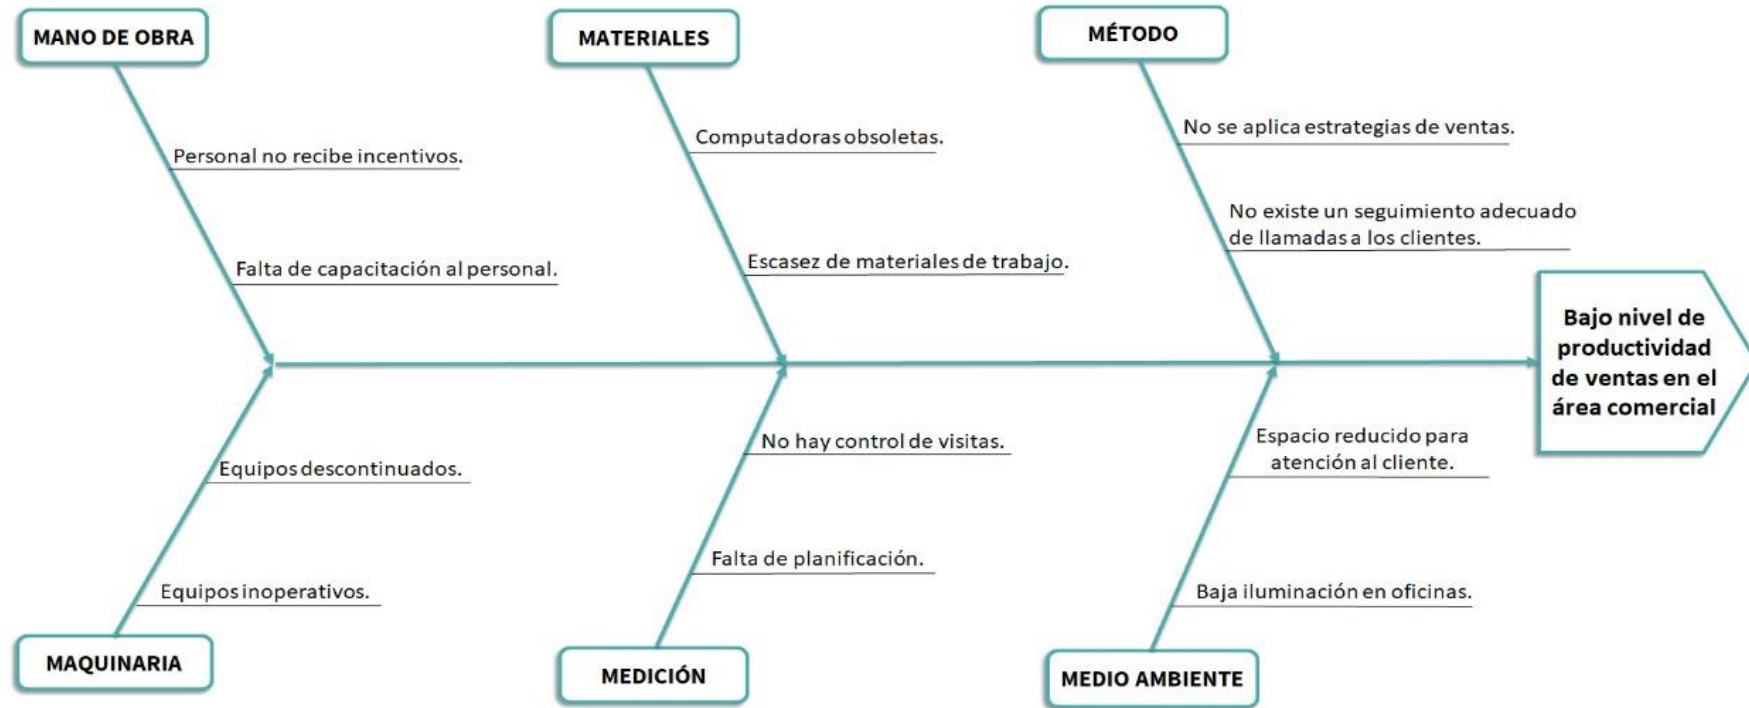 MANO DE OBRA
MATERIALES
MÉTODO
Personal no recibe incentivos.
Computadoras obsoletas.
No se aplica estrategias de ventas.
Falta de capacitación al personal.
Escasez de materiales de trabajo.
No existe un seguimiento adecuado
de llamadas a los clientes.
Bajo nivel de
productividad
de ventas en el
área comercial
Equipos descontinuados.
No hay control de visitas.
Espacio reducido para
atención al cliente.
Equipos inoperativos.
Falta de planificación.
Baja iluminación en oficinas.
MAQUINARIA
MEDICIÓN
MEDIO AMBIENTE